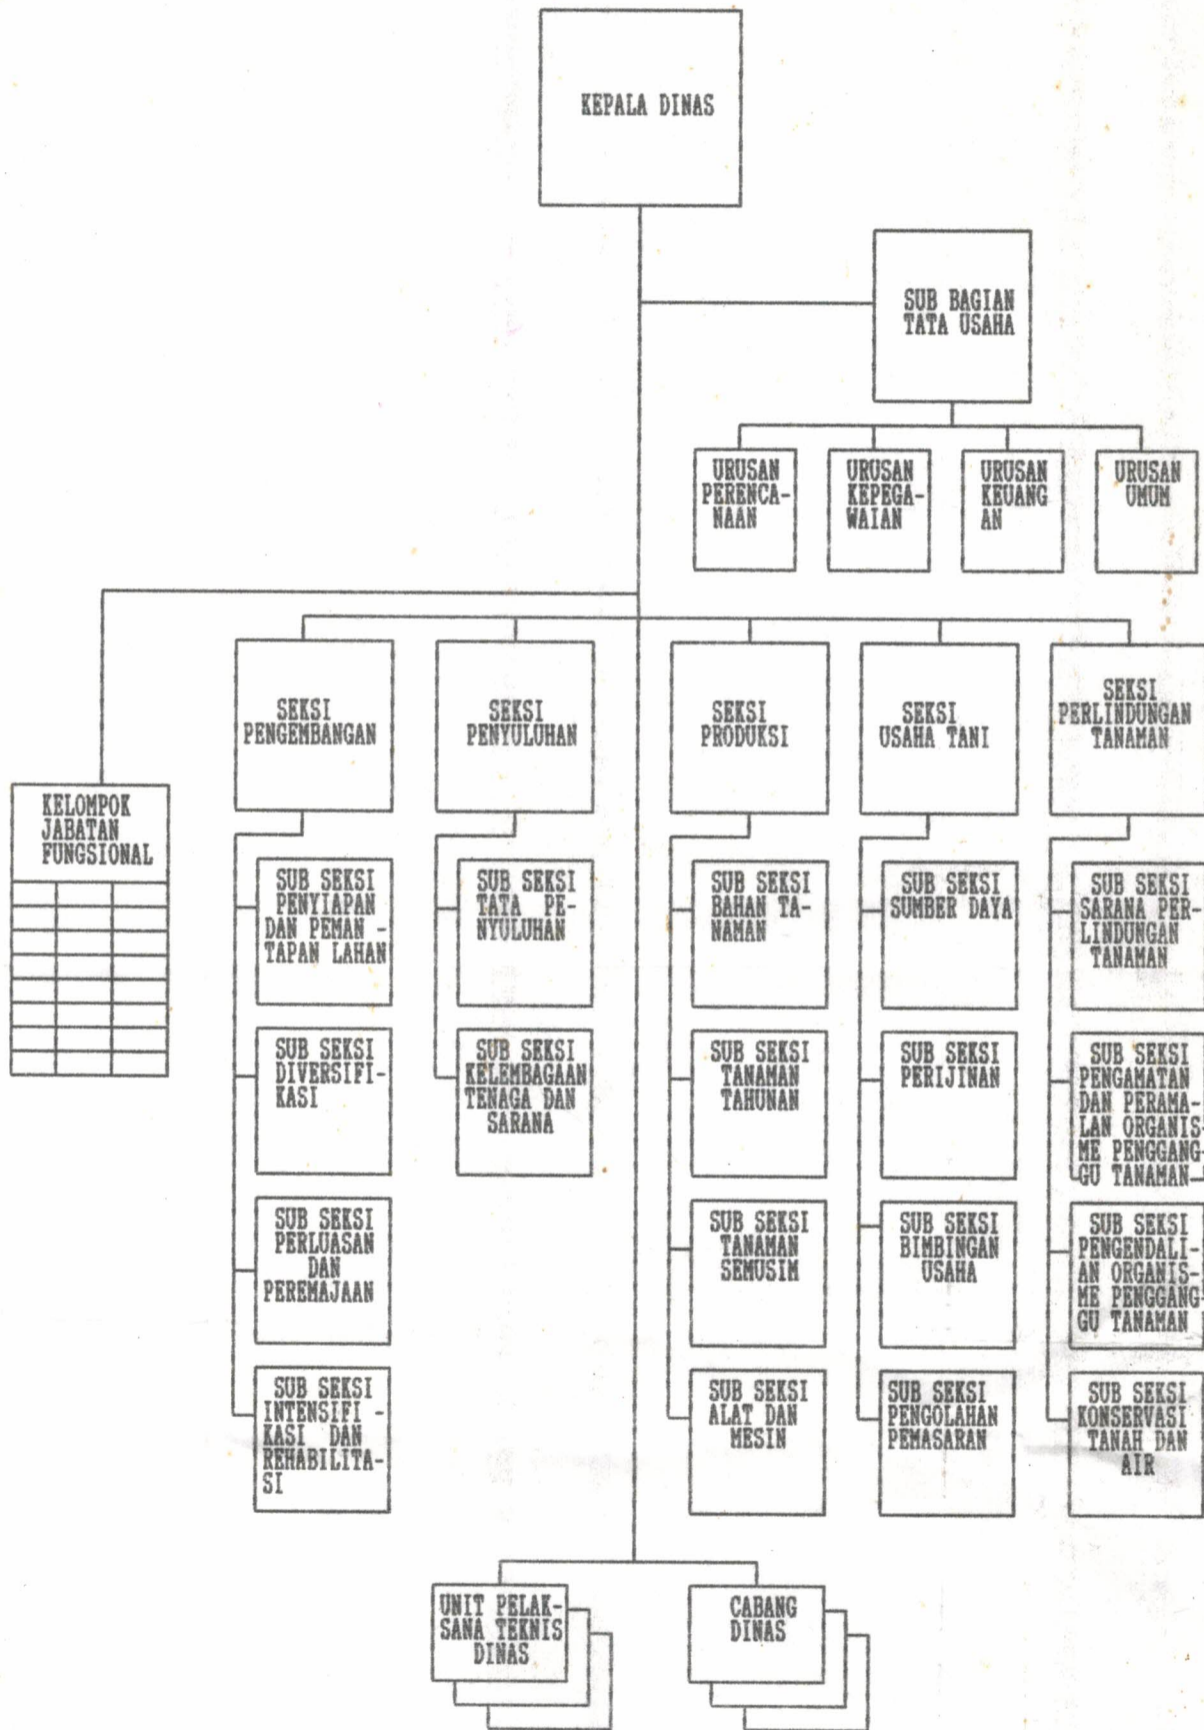 KEPALA DINAS
SUB BAGIAN
TATA USAHA
URUSAN
PERENCA-
NAAN
URUSAN
KEPEGA-
WAIAN
URUSAN
KEUANG
AN
URUSAN
UMUM
SEKSI
PENGEMBANGAN
SEKSI
PENYULUHAN
SEKSI
PRODUKSI
SEKSI
USAHA TANI
SEKSI
PERLINDUNGAN
TANAMAN
KELOMPOK
JABATAN
FUNGSIONAL
SUB SEKSI
PENYIAPAN
DAN PEMAN -
TAPAN LAHAN
SUB SEKSI
TATA PE-
NYULUHAN
SUB SEKSI
BAHAN TA-
NAMAN
SUB SEKSI
SUMBER DAYA
SUB SEKSI
SARANA PER-
LINDUNGAN
TANAMAN
SUB SEKSI
DIVERSIFI-
KASI
SUB SEKSI
KELEMBAGAAN
TENAGA DAN
SARANA
SUB SEKSI
TANAMAN
TAHUNAN
SUB SEKSI
PERIJINAN
SUB SEKSI
PENGAMATAN
DAN PERAMA-
LAN ORGANIS-
ME PENGGANG-
GU TANAMAN
SUB SEKSI
PERLUASAN
DAN
PEREMAJAAN
SUB SEKSI
TANAMAN
SEMUSIM
SUB SEKSI
BIMBINGAN
USAHA
SUB SEKSI
PENGENDALI-
AN ORGANIS-
ME PENGGANG-
GU TANAMAN
SUB SEKSI
INTENSIFI -
KASI DAN
REHABILITA-
SI
SUB SEKSI
ALAT DAN
MESIN
SUB SEKSI
PENGOLAHAN
PEMASARAN
SUB SEKSI
KONSERVASI
TANAH DAN
AIR
UNIT PELAK-
SANA TEKNIS
DINAS
CABANG
DINAS